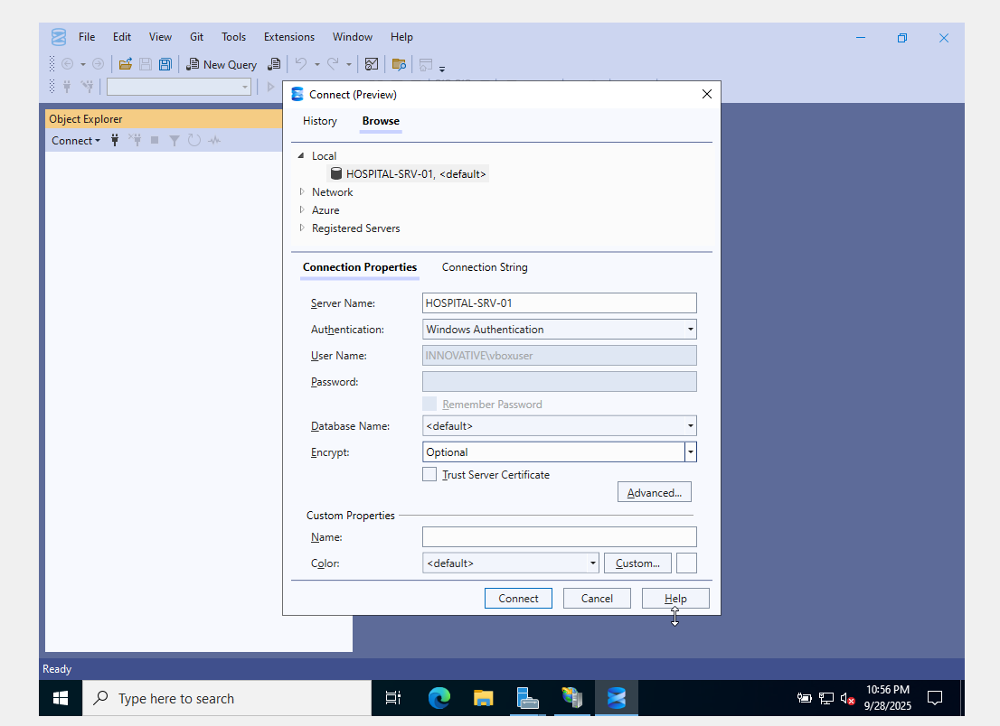 File Edit View Git Tools Extensions Window Help
New Query
Connect (Preview)
History Browse
Object Explorer
Connect
Local
HOSPITAL-SRV-01, <default>
Network
Azure
Registered Servers
Connection Properties Connection String
Server Name: HOSPITAL-SRV-01
Authentication: Windows Authentication
User Name: INNOVATIVE\vboxuser
Password:
Remember Password
Database Name: <default>
Encrypt: Optional
Trust Server Certificate
Advanced...
Custom Properties
Name:
Color: <default> Custom...
Connect Cancel Help
Ready
Type here to search
10:56 PM
9/28/2025